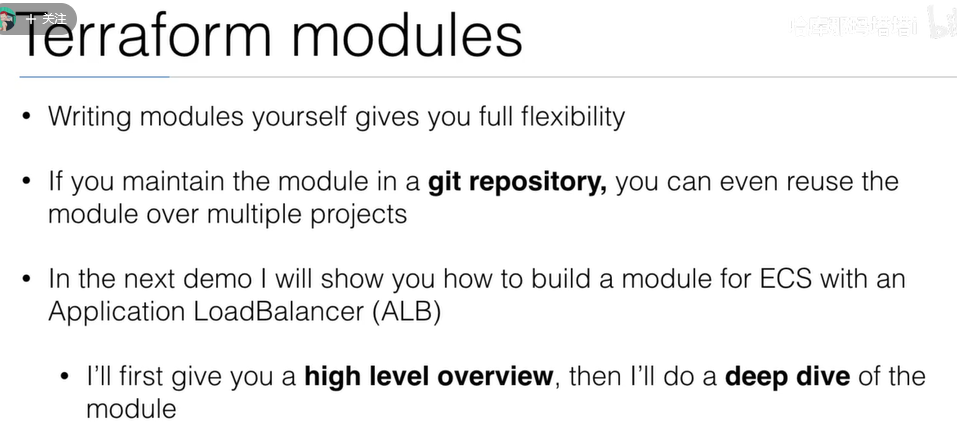 + 关注
Terraform modules
• Writing modules yourself gives you full flexibility
• If you maintain the module in a git repository, you can even reuse the
module over multiple projects
• In the next demo I will show you how to build a module for ECS with an
Application LoadBalancer (ALB)
• I'll first give you a high level overview, then I'll do a deep dive of the
module